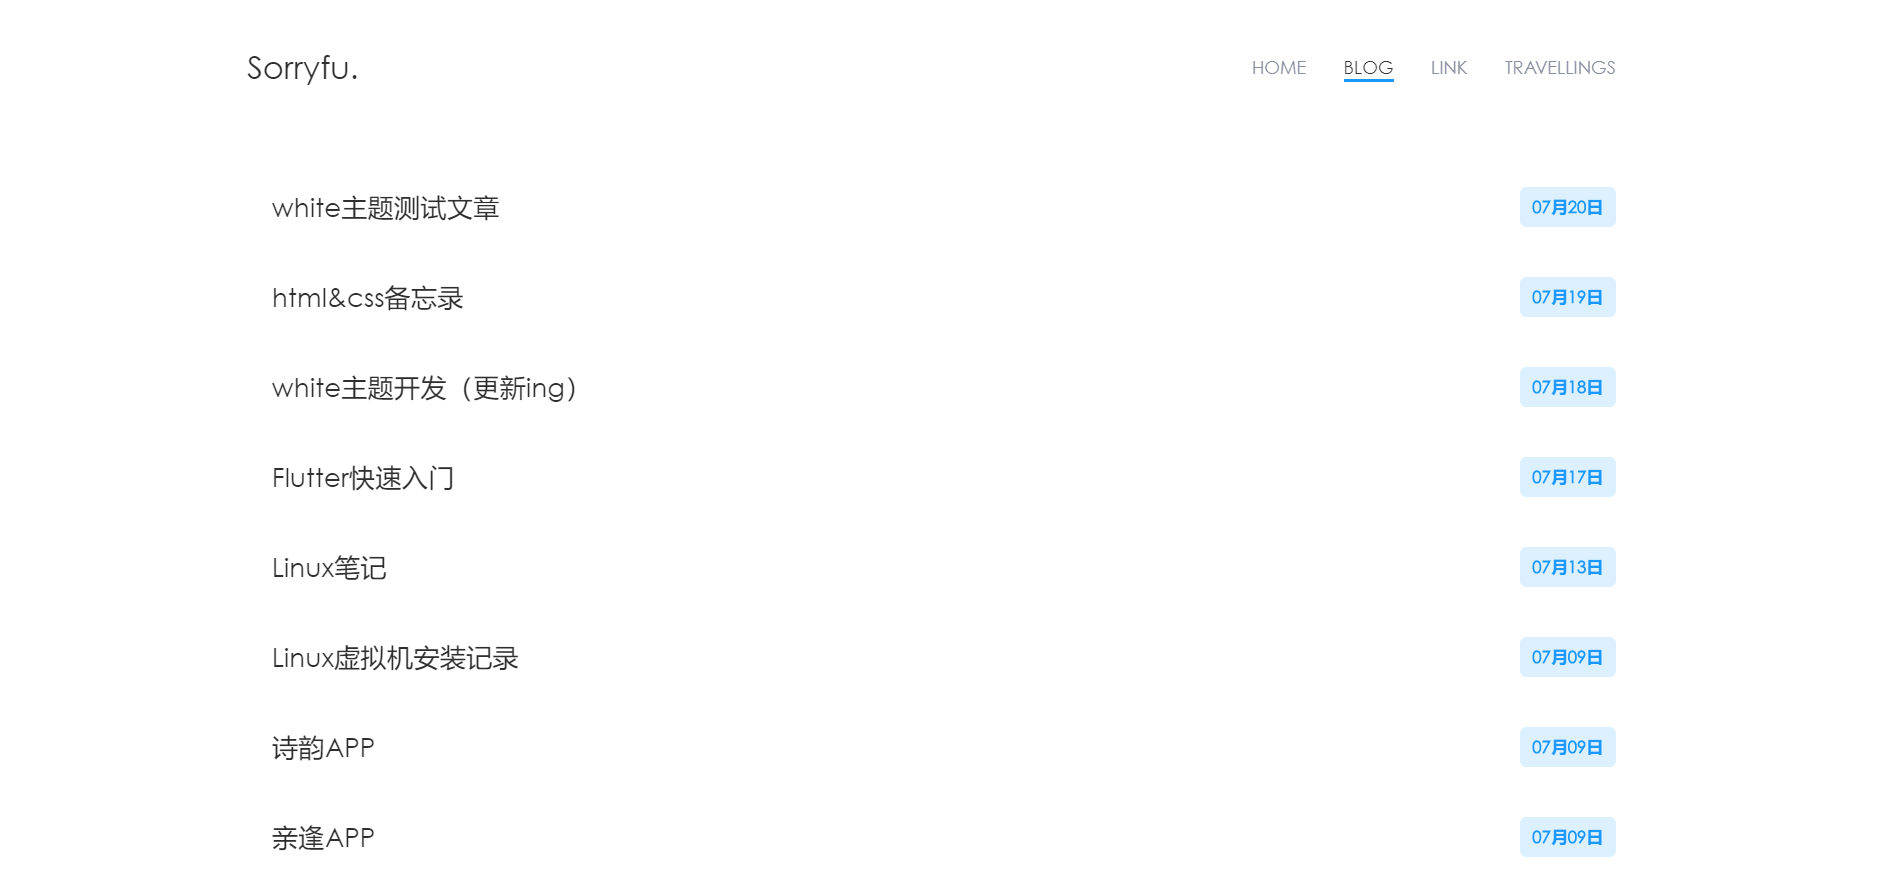 Sorryfu.
HOME BLOG LINK TRAVELLINGS
white主题测试文章 07月20日
html&css备忘录 07月19日
white主题开发（更新ing） 07月18日
Flutter快速入门 07月17日
Linux笔记 07月13日
Linux虚拟机安装记录 07月09日
诗韵APP 07月09日
亲逢APP 07月09日